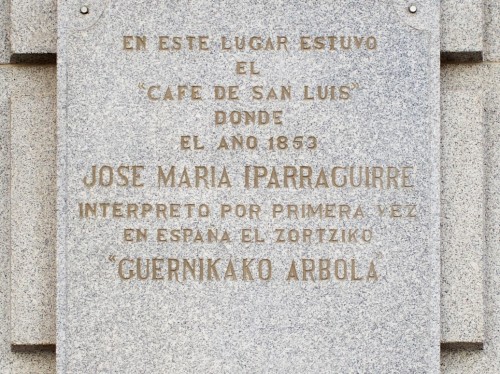 EN ESTE LUGAR ESTUVO
EL
"CAFE DE SAN LUIS"
DONDE
EL AÑO 1853
JOSE MARIA IPARRAGUIRRE
INTERPRETO POR PRIMERA VEZ
EN ESPAÑA EL ZORTZIKO
"GUERNIKAKO ARBOLA"